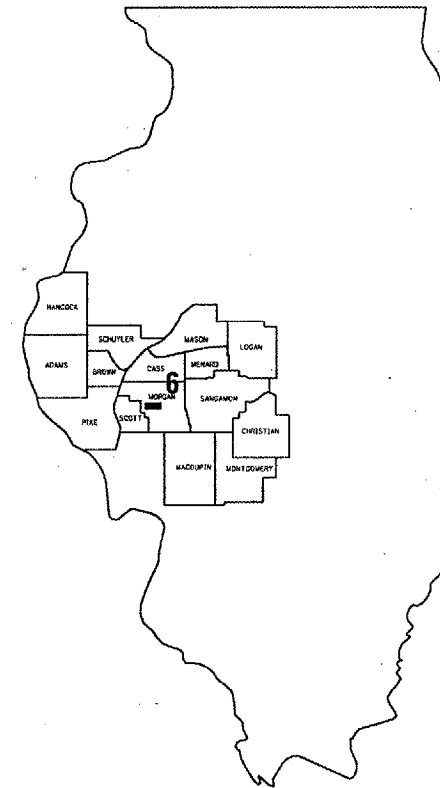 HANCOCK
SCHUYLER
MASON
LOGAN
ADAMS
BROWN
CASS
MENARD
6
MORGAN
SANGAMON
PIKE
SCOTT
CHRISTIAN
MACOUPIN
MONTGOMERY